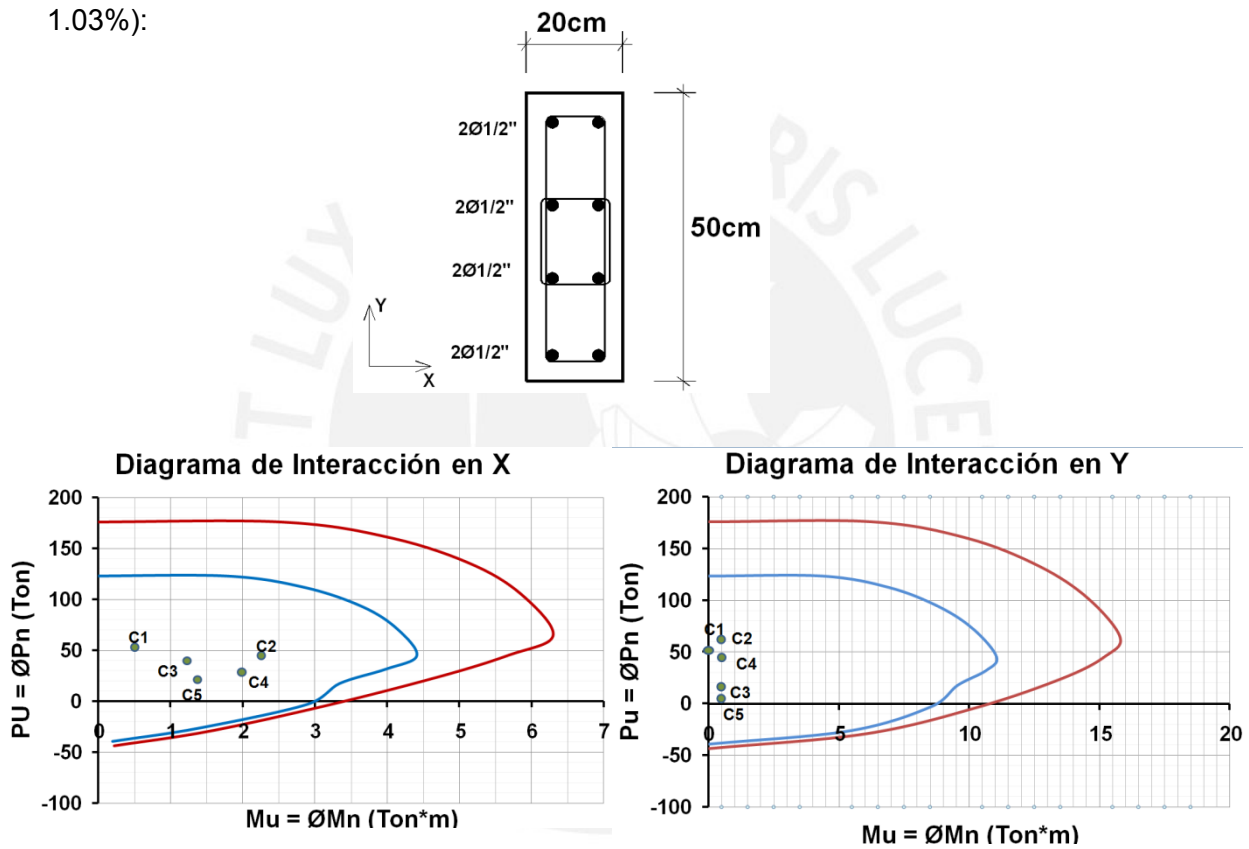 1.03%):
20cm
2Ø1/2"
2Ø1/2"
50cm
2Ø1/2"
Y
2Ø1/2"
X
Diagrama de Interacción en X
200
150
100
50
0
-50
-100
0 1 2 3 4 5 6 7
C1
C2
C3
C4
C5
PU = ØPn (Ton)
Mu = ØMn (Ton*m)
Diagrama de Interacción en Y
200
150
100
50
0
-50
-100
0 5 10 15 20
C1
C2
C4
C3
C5
Pu = ØPn (Ton)
Mu = ØMn (Ton*m)